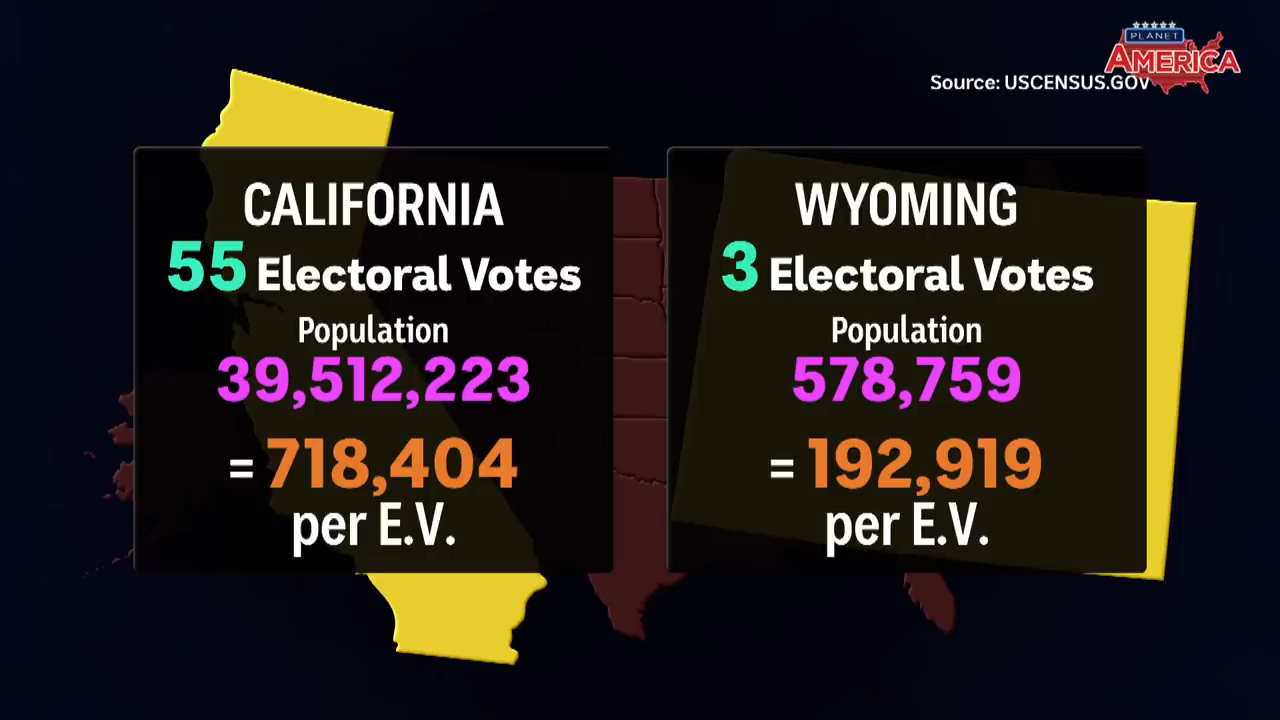 PLANET
AMERICA
Source: USCENSUS.GOV
CALIFORNIA
55 Electoral Votes
Population
39,512,223
= 718,404
per E.V.
WYOMING
3 Electoral Votes
Population
578,759
= 192,919
per E.V.